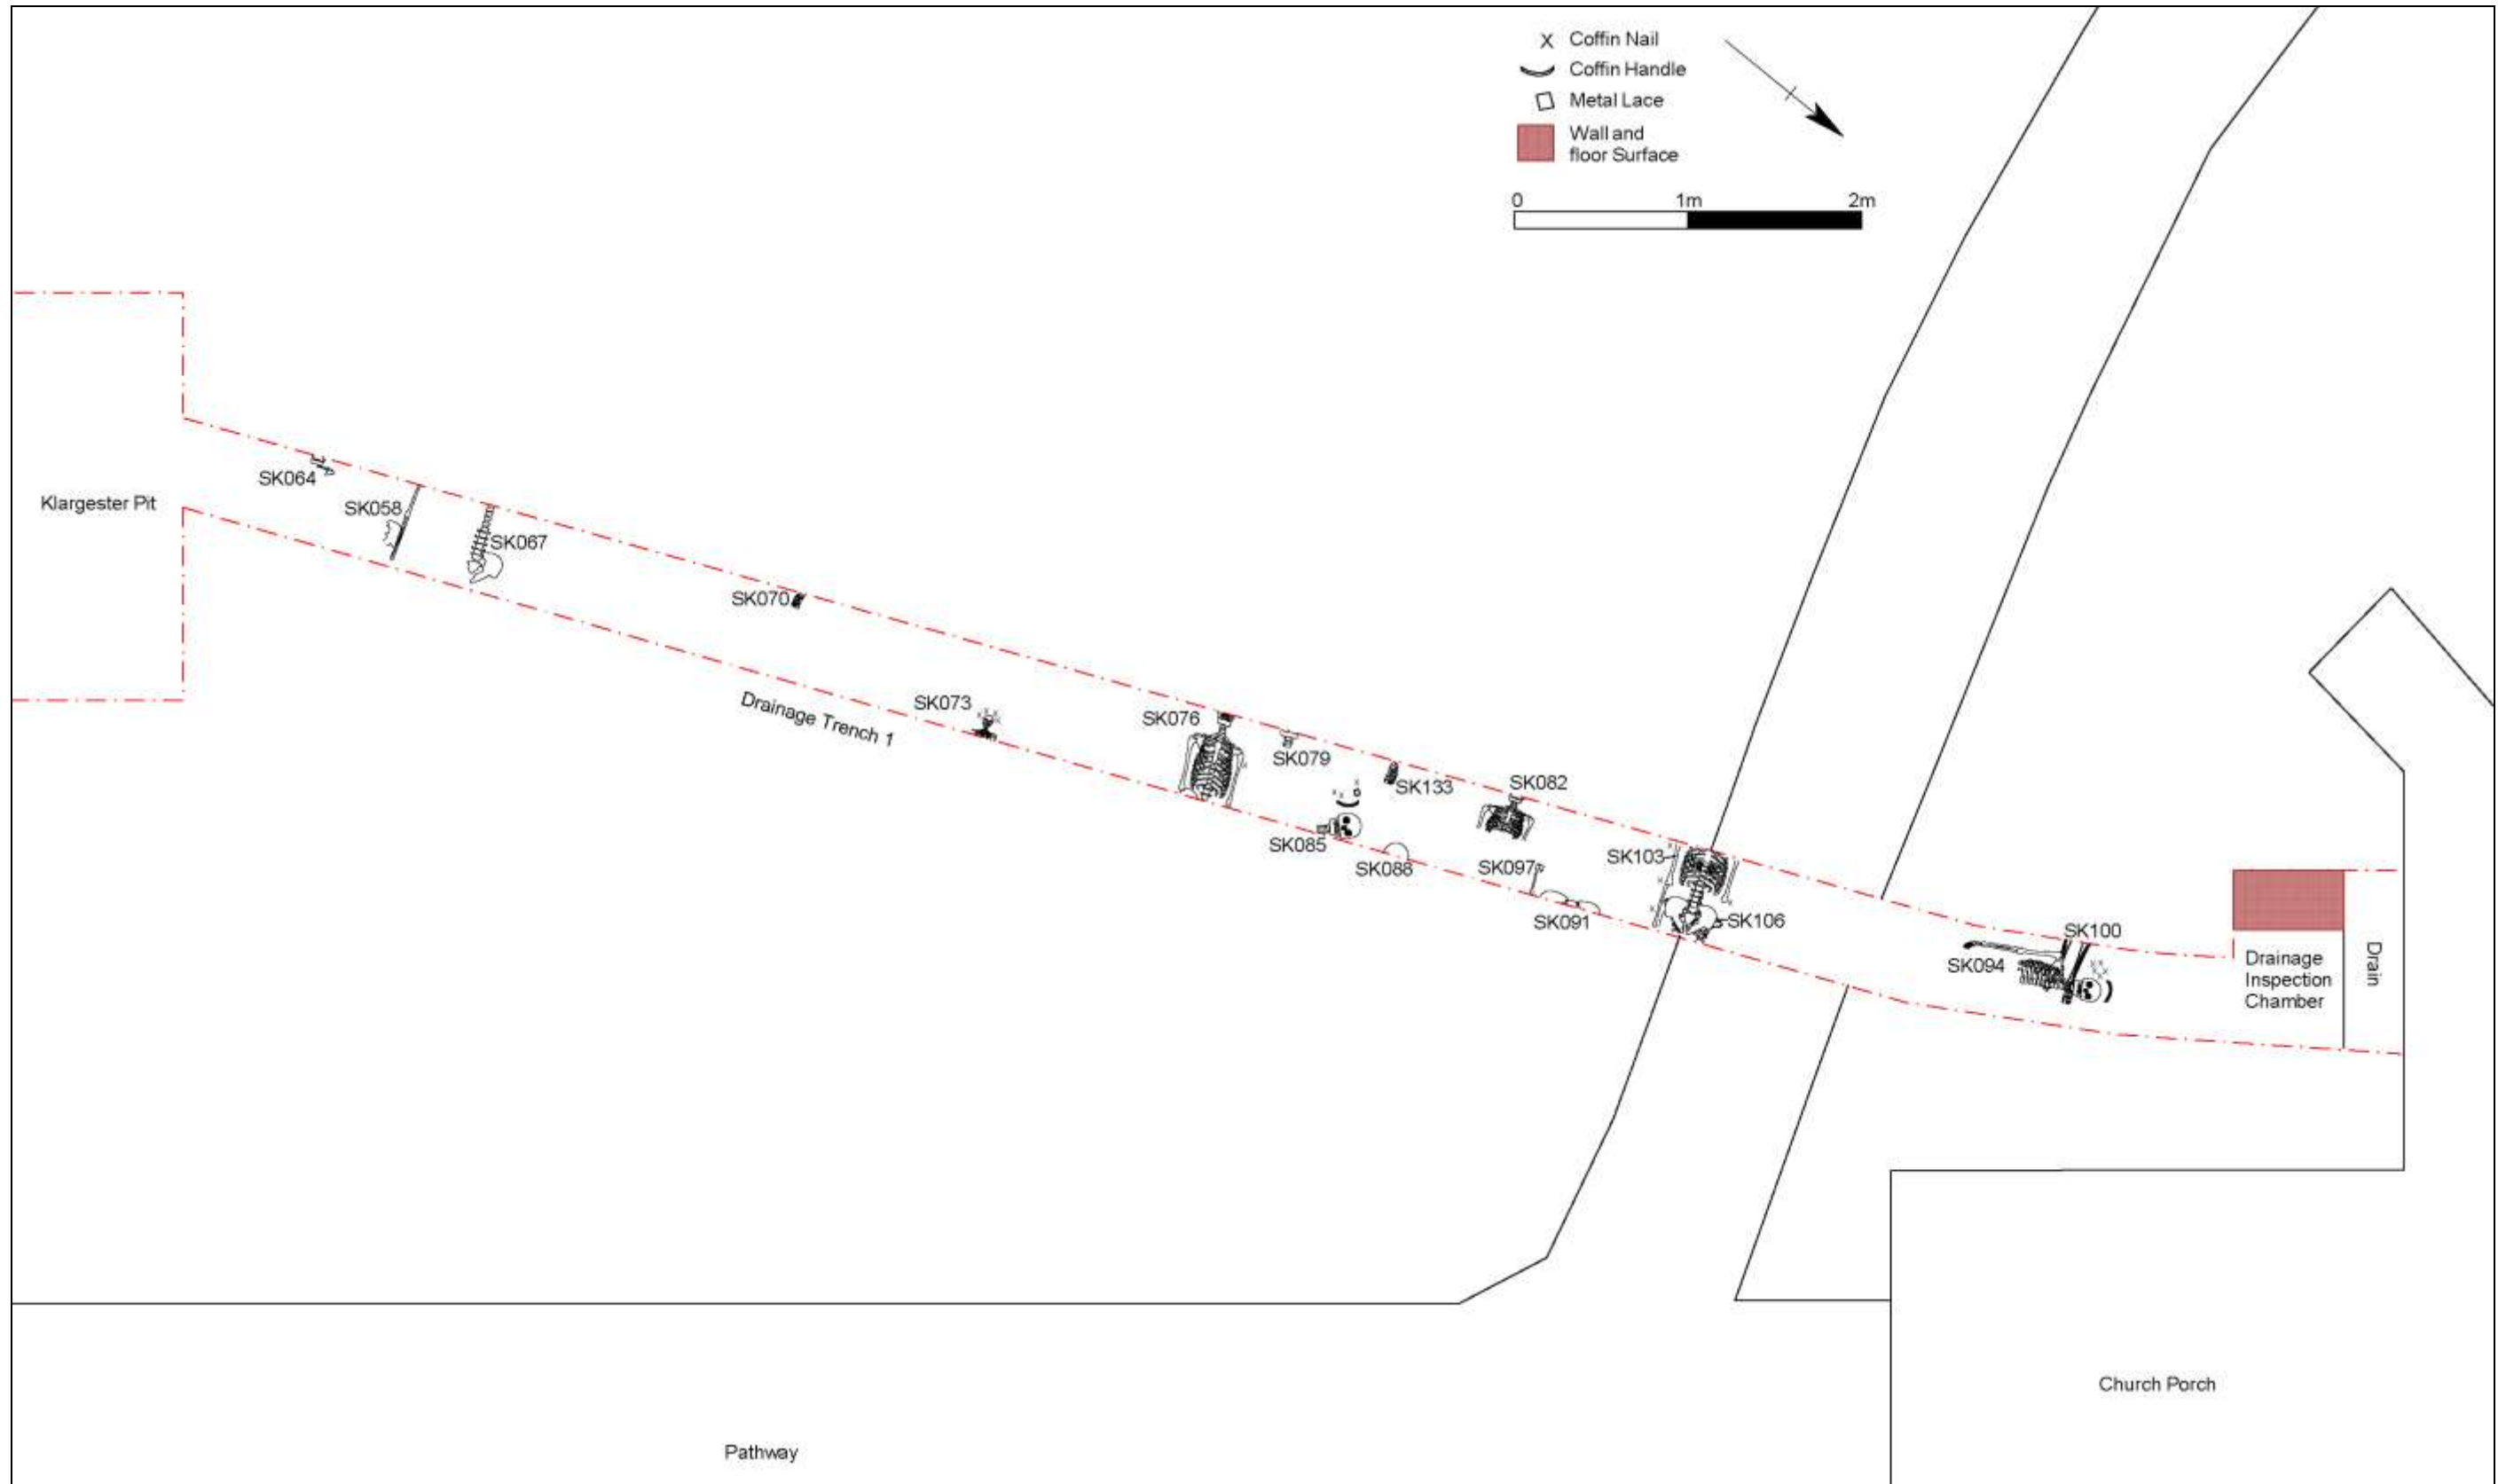 X Coffin Nail
Coffin Handle
Metal Lace
Wall and
floor Surface
0 1m 2m
Klargester Pit
SK064
SK058
SK067
SK070
SK073
Drainage Trench 1
SK076
SK079
SK133
SK082
SK085
SK088
SK097
SK091
SK103
SK106
SK100
SK094
Drainage
Inspection
Chamber
Drain
Church Porch
Pathway